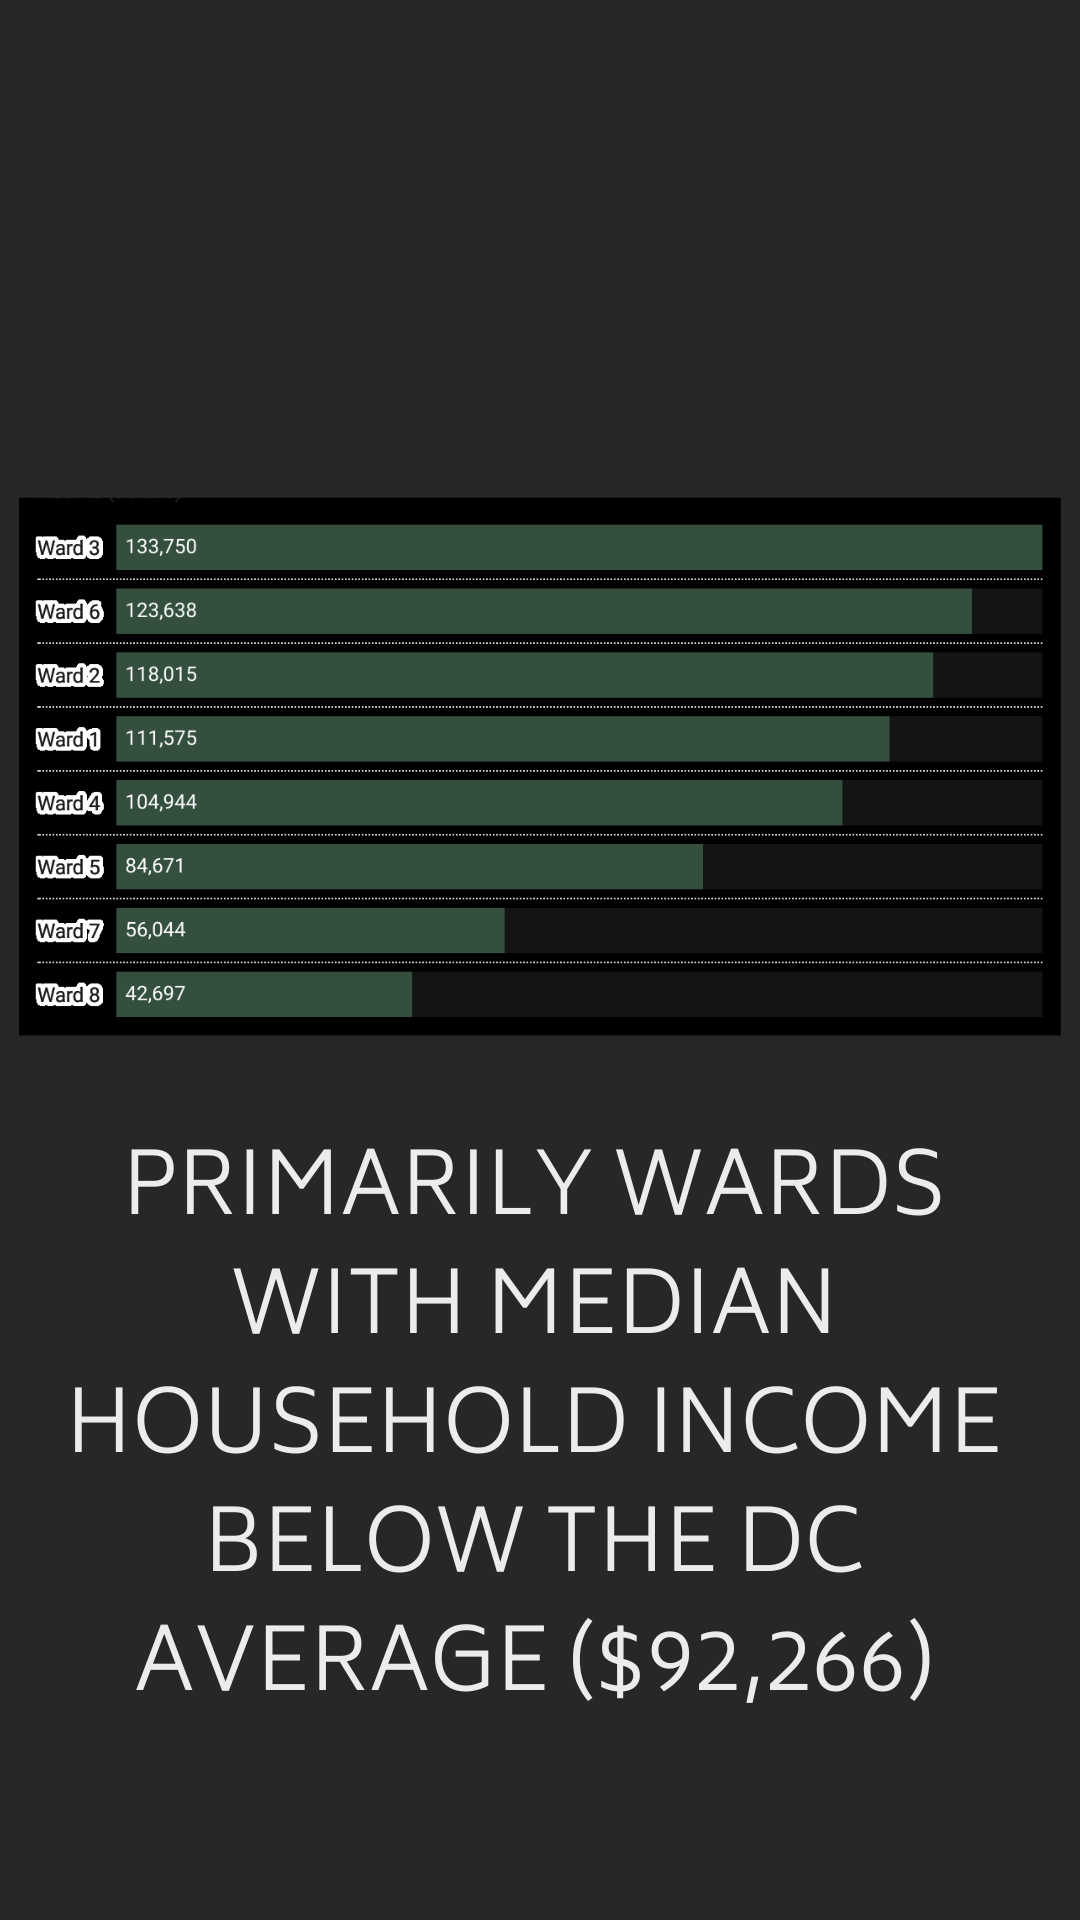 Ward 3 133,750
Ward 6 123,638
Ward 2 118,015
Ward 1 111,575
Ward 4 104,944
Ward 5 84,671
Ward 7 56,044
Ward 8 42,697
PRIMARILY WARDS
WITH MEDIAN
HOUSEHOLD INCOME
BELOW THE DC
AVERAGE ($92,266)